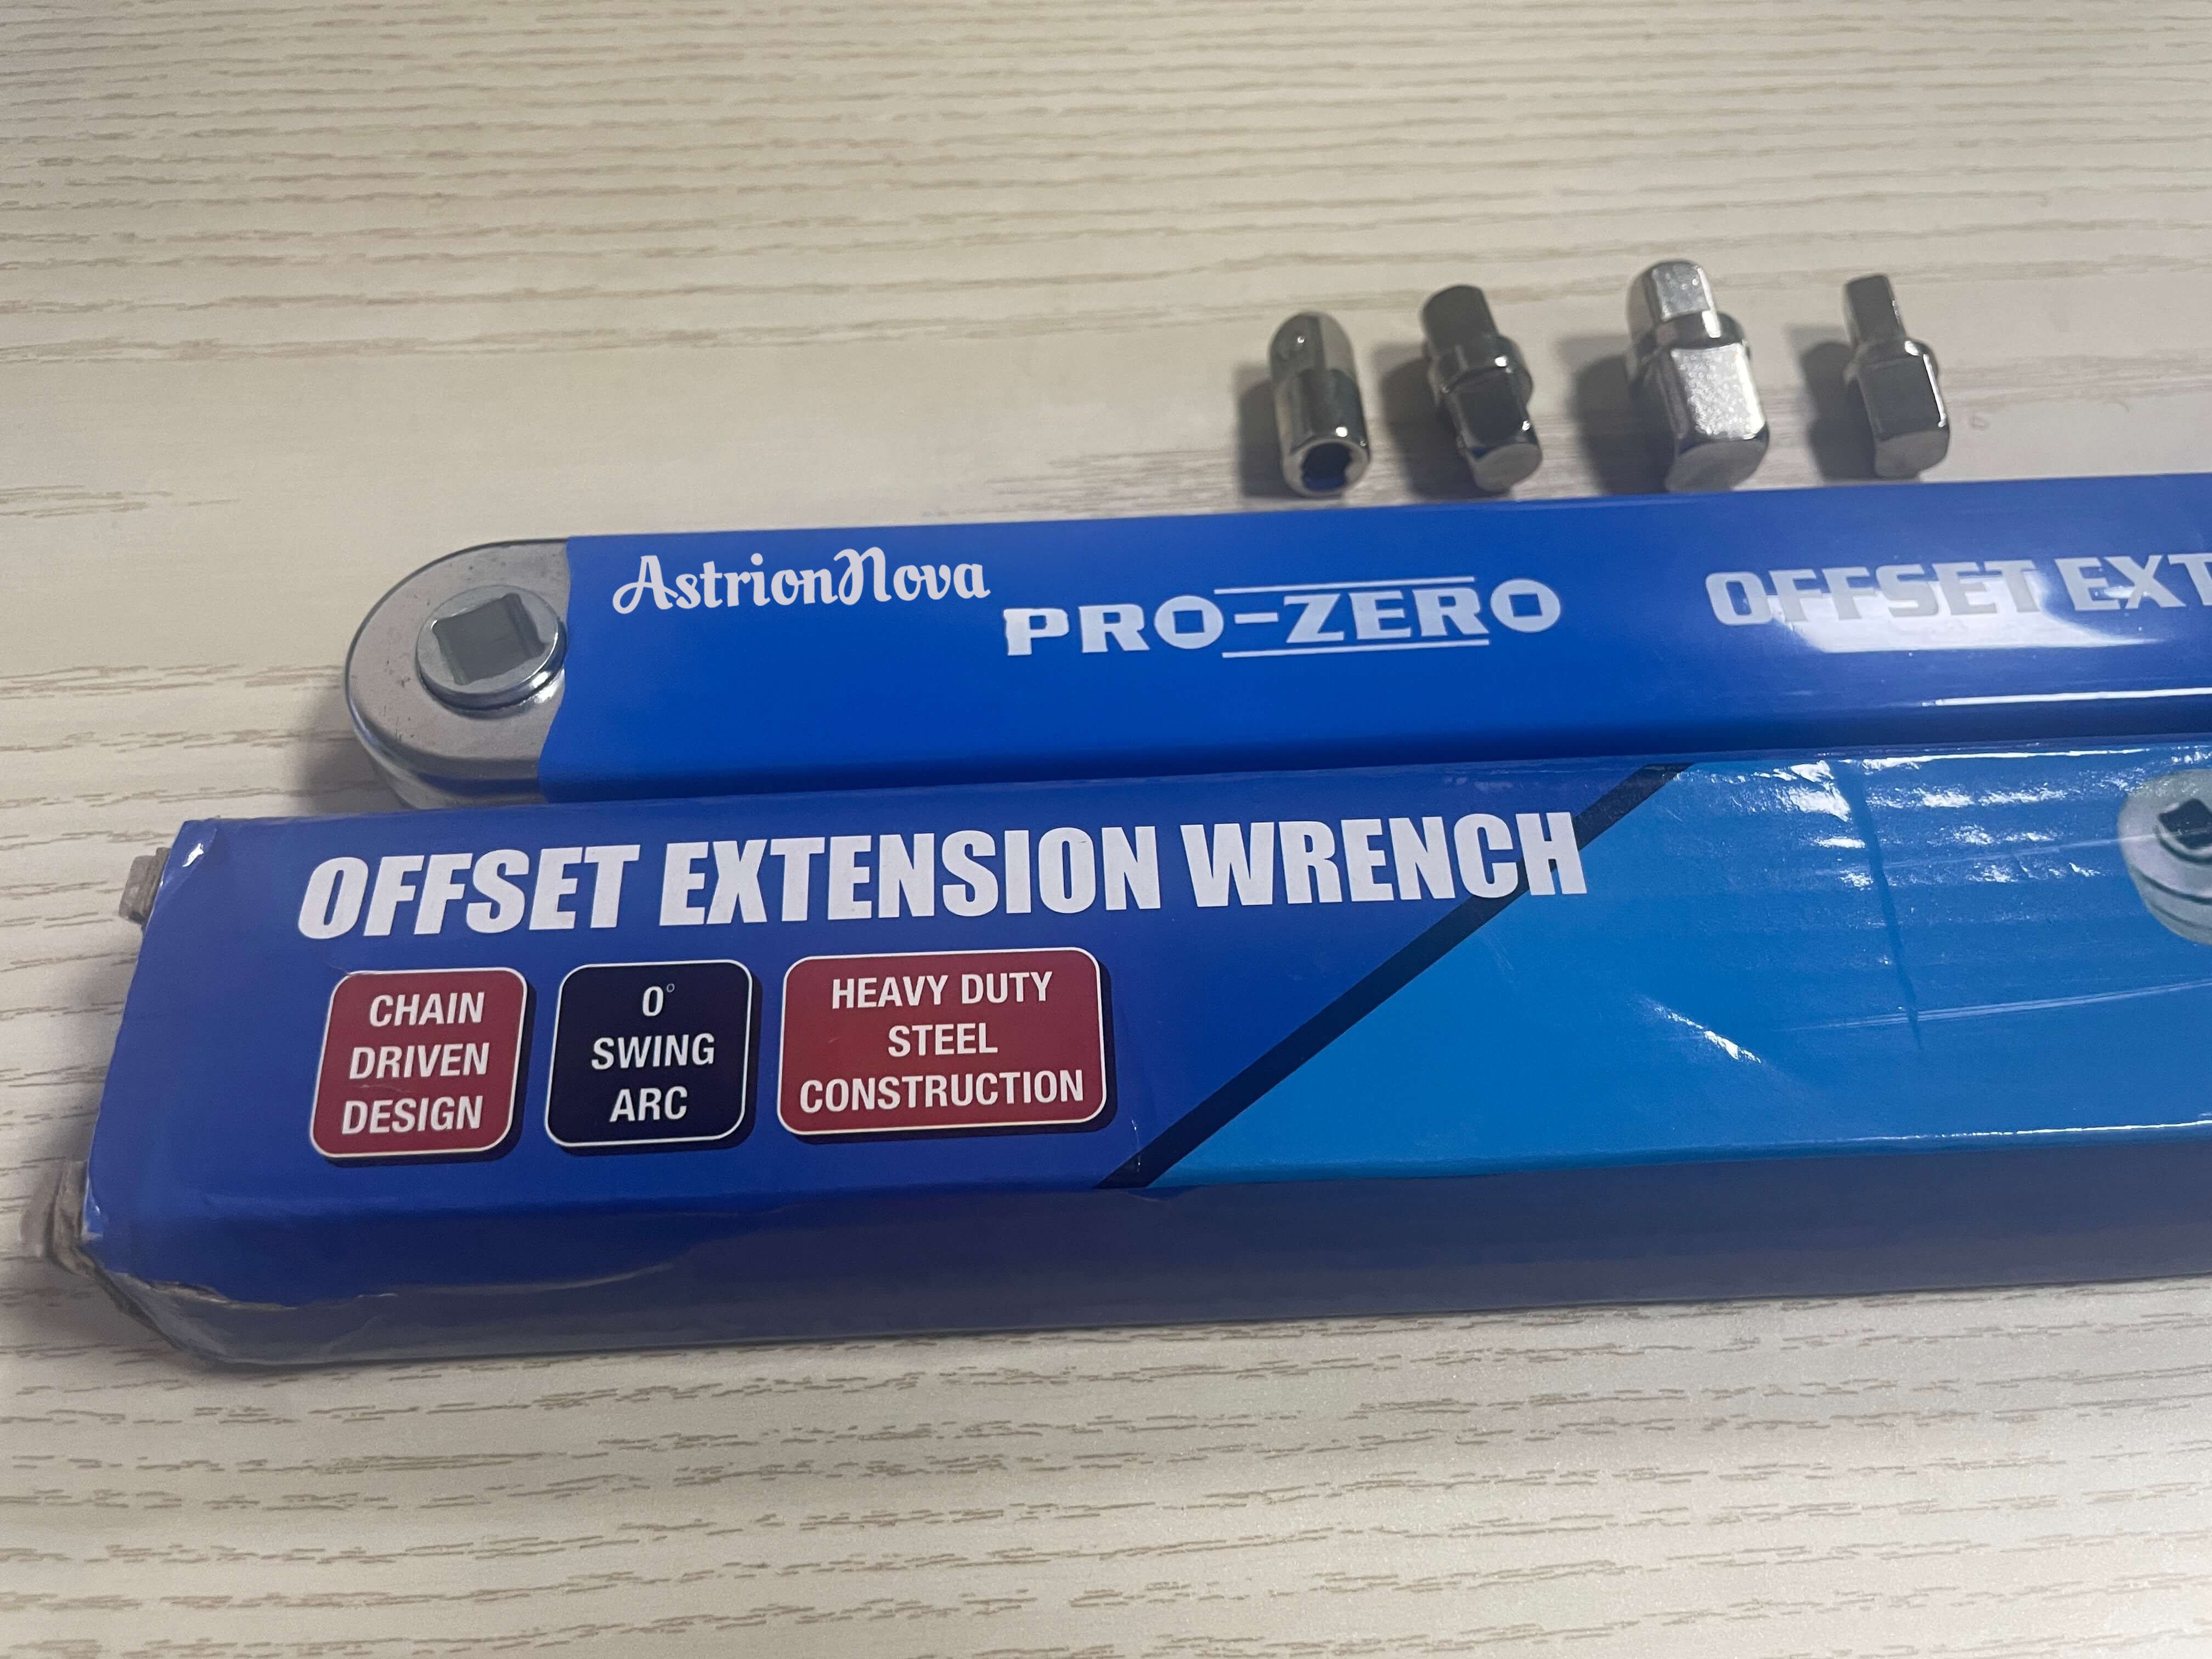 AstrionNova
PRO-ZERO
OFFSET EXT
OFFSET EXTENSION WRENCH
CHAIN
DRIVEN
DESIGN
0°
SWING
ARC
HEAVY DUTY
STEEL
CONSTRUCTION